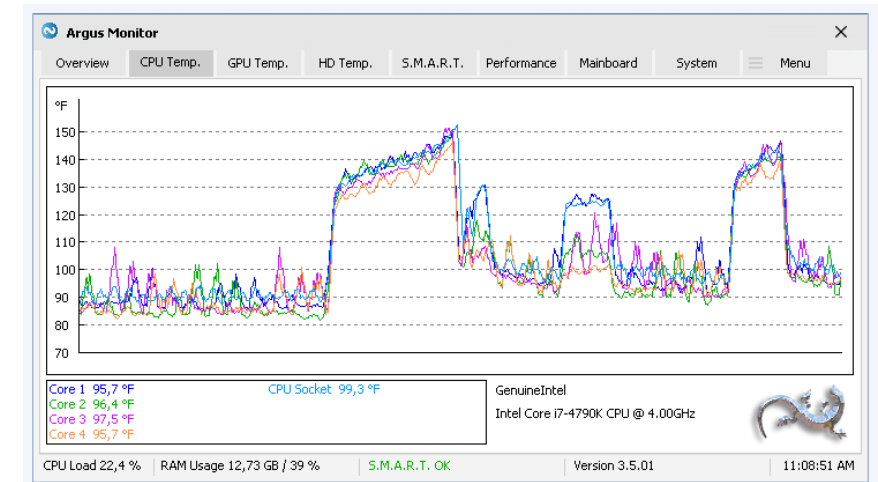 Argus Monitor
Overview CPU Temp. GPU Temp. HD Temp. S.M.A.R.T. Performance Mainboard System Menu
°F
150
140
130
120
110
100
90
80
70
Core 1 95,7 °F CPU Socket 99,3 °F
Core 2 96,4 °F
Core 3 97,5 °F
Core 4 95,7 °F
GenuineIntel
Intel Core i7-4790K CPU @ 4.00GHz
CPU Load 22,4 % RAM Usage 12,73 GB / 39 % S.M.A.R.T. OK Version 3.5.01 11:08:51 AM